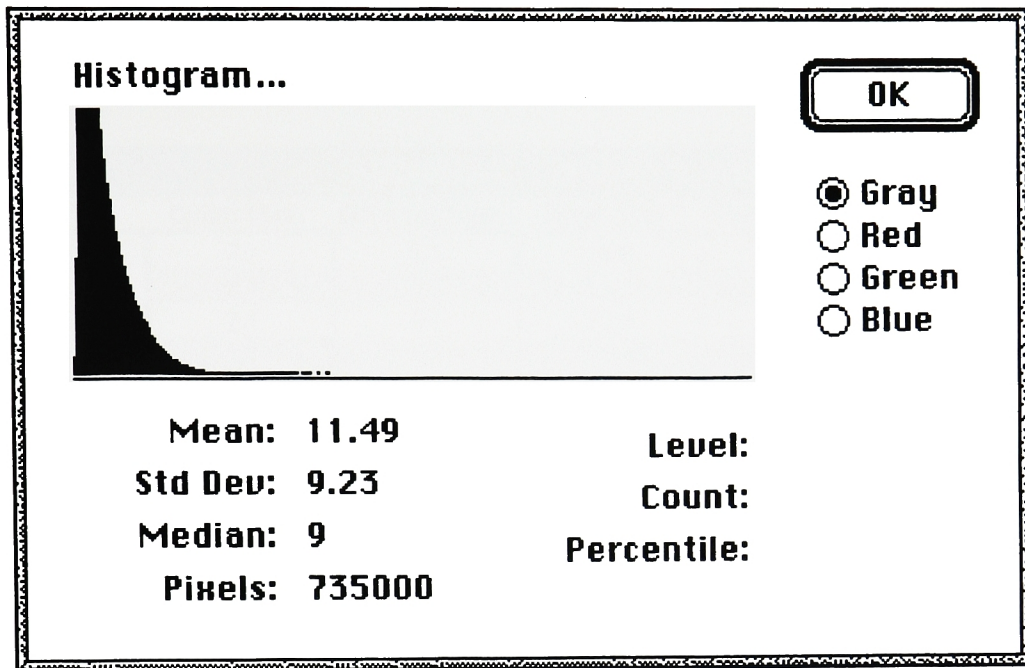 Histogram...
OK
Gray
Red
Green
Blue
Mean: 11.49
Std Dev: 9.23
Median: 9
Pixels: 735000
Level:
Count:
Percentile: